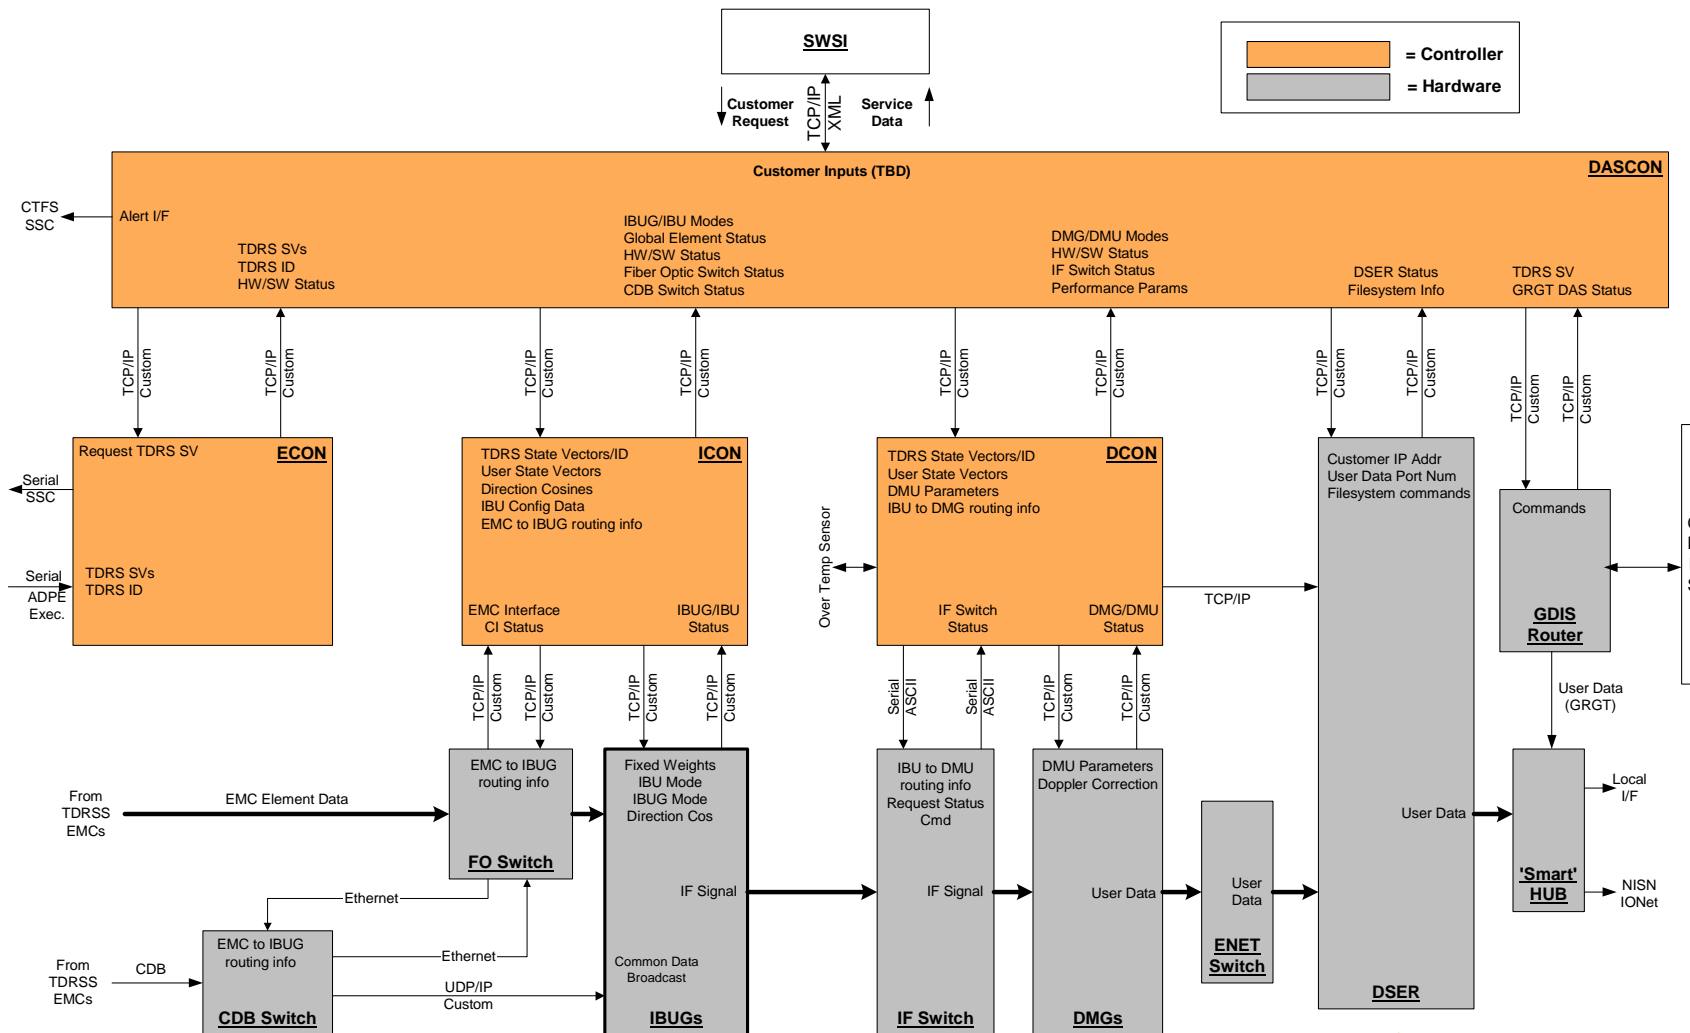 SWSI
= Controller
= Hardware
Customer
Request
TCP/IP
XML
Service
Data
Customer Inputs (TBD)
DASCON
CTFS
SSC
Alert I/F
TDRS SVs
TDRS ID
HW/SW Status
IBUG/IBU Modes
Global Element Status
HW/SW Status
Fiber Optic Switch Status
CDB Switch Status
DMG/DMU Modes
HW/SW Status
IF Switch Status
Performance Params
DSER Status
Filesystem Info
TDRS SV
GRGT DAS Status
TCP/IP
Custom
TCP/IP
Custom
TCP/IP
Custom
TCP/IP
Custom
TCP/IP
Custom
TCP/IP
Custom
TCP/IP
Custom
TCP/IP
Custom
TCP/IP
Custom
TCP/IP
Custom
Request TDRS SV
ECON
Serial
SSC
TDRS SVs
TDRS ID
Serial
ADPE
Exec.
ICON
TDRS State Vectors/ID
User State Vectors
Direction Cosines
IBU Config Data
EMC to IBUG routing info
EMC Interface
CI Status
IBUG/IBU
Status
Over Temp Sensor
DCON
TDRS State Vectors/ID
User State Vectors
DMU Parameters
IBU to DMG routing info
IF Switch
Status
DMG/DMU
Status
TCP/IP
Customer IP Addr
User Data Port Num
Filesystem commands
Commands
GDIS
Router
User Data
(GRGT)
TCP/IP
Custom
TCP/IP
Custom
TCP/IP
Custom
TCP/IP
Custom
Serial
ASCII
Serial
ASCII
TCP/IP
Custom
TCP/IP
Custom
From
TDRSS
EMCs
EMC Element Data
EMC to IBUG
routing info
FO Switch
Fixed Weights
IBU Mode
IBUG Mode
Direction Cos
IF Signal
Common Data
Broadcast
IBUGs
IBU to DMU
routing info
Request Status
Cmd
IF Signal
IF Switch
DMU Parameters
Doppler Correction
User Data
DMGs
User
Data
ENET
Switch
User Data
DSER
Local
I/F
'Smart'
HUB
NISN
IONet
Ethernet
Ethernet
From
TDRSS
EMCs
CDB
EMC to IBUG
routing info
CDB Switch
UDP/IP
Custom